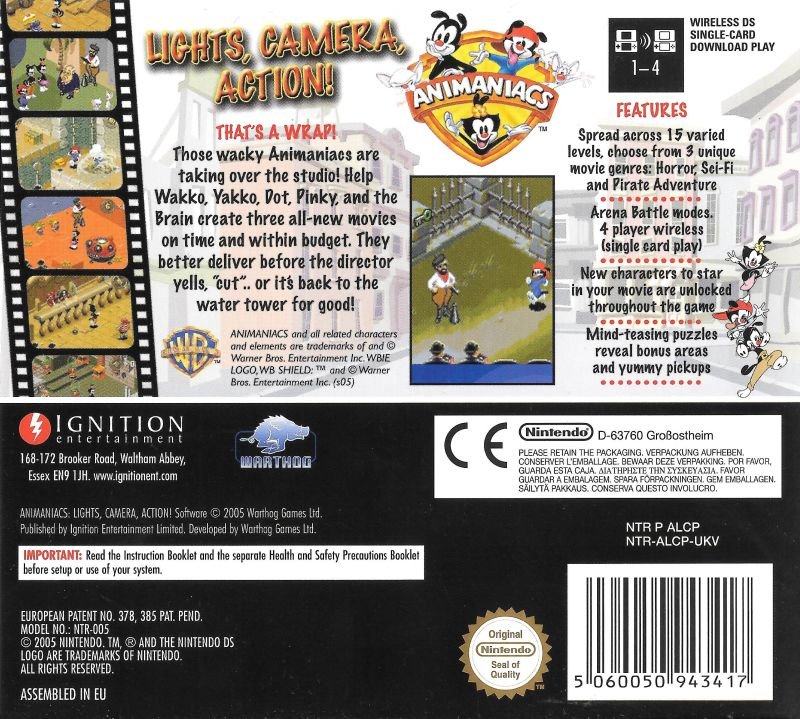 LIGHTS, CAMERA,
ACTION!
THAT'S A WRAP!
Those wacky Animaniacs are
taking over the studio! Help
Wakko, Yakko, Dot, Pinky, and the
Brain create three all-new movies
on time and within budget. They
better deliver before the director
yells, "cut".. or it's back to the
water tower for good!
WB
TM
ANIMANIACS and all related characters
and elements are trademarks of and ©
Warner Bros. Entertainment Inc. WBIE
LOGO, WB SHIELD: ™ and © Warner
Bros. Entertainment Inc. (s05)
ANIMANIACS
TM
WIRELESS DS
SINGLE-CARD
DOWNLOAD PLAY
1–4
FEATURES
Spread across 15 varied
levels, choose from 3 unique
movie genres: Horror, Sci-Fi
and Pirate Adventure
Arena Battle modes.
4 player wireless
(single card play)
New characters to star
in your movie are unlocked
throughout the game
Mind-teasing puzzles
reveal bonus areas
and yummy pickups
IGNITION
entertainment
168-172 Brooker Road, Waltham Abbey,
Essex EN9 1JH. www.ignitionent.com
WARTHOG
CE
Nintendo D-63760 Großostheim
PLEASE RETAIN THE PACKAGING. VERPACKUNG AUFHEBEN.
CONSERVER L'EMBALLAGE. BEWAAR DEZE VERPAKKING. POR FAVOR,
GUARDA ESTA CAJA. ΔΙΑΤΗΡΗΣΤΕ ΤΗΝ ΣΥΣΚΕΥΑΣΙΑ. FAVOR
GUARDAR A EMBALAGEM. SPARA FÖRPACKNINGEN. GEM EMBALLAGEN.
SÄILYTÄ PAKKAUS. CONSERVA QUESTO INVOLUCRO.
ANIMANIACS: LIGHTS, CAMERA, ACTION! Software © 2005 Warthog Games Ltd.
Published by Ignition Entertainment Limited. Developed by Warthog Games Ltd.
IMPORTANT: Read the Instruction Booklet and the separate Health and Safety Precautions Booklet
before setup or use of your system.
NTR P ALCP
NTR-ALCP-UKV
EUROPEAN PATENT NO. 378, 385 PAT. PEND.
MODEL NO.: NTR-005
© 2005 NINTENDO. TM, ® AND THE NINTENDO DS
LOGO ARE TRADEMARKS OF NINTENDO.
ALL RIGHTS RESERVED.
ASSEMBLED IN EU
Original
Nintendo
Seal of
Quality
TM
5 060050 943417